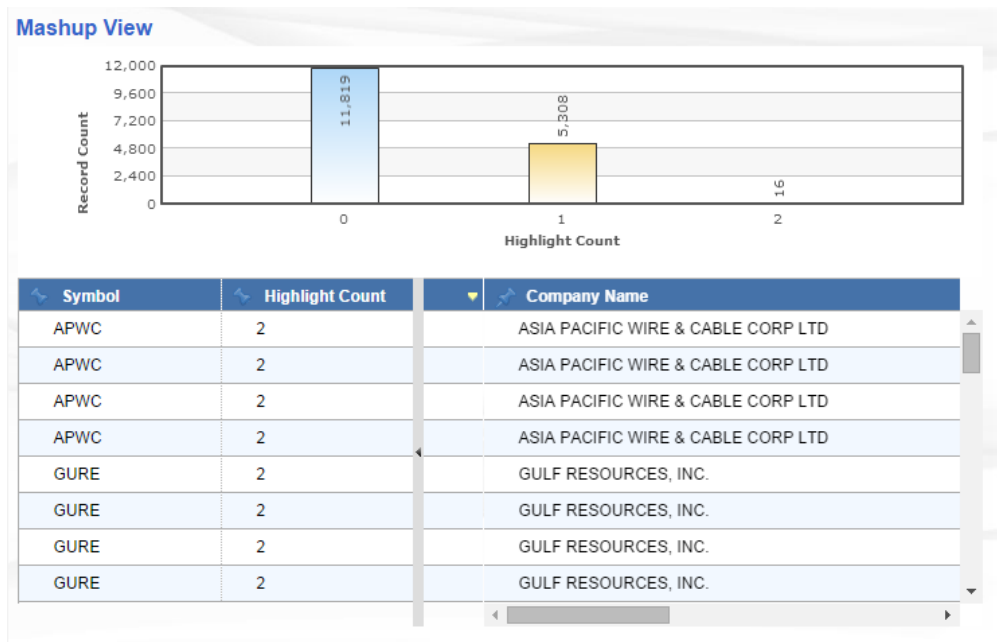 Mashup View
12,000
9,600
7,200
4,800
2,400
0
Record Count
11,819
5,308
16
0 1 2
Highlight Count
Symbol Highlight Count Company Name
APWC 2 ASIA PACIFIC WIRE & CABLE CORP LTD
APWC 2 ASIA PACIFIC WIRE & CABLE CORP LTD
APWC 2 ASIA PACIFIC WIRE & CABLE CORP LTD
APWC 2 ASIA PACIFIC WIRE & CABLE CORP LTD
GURE 2 GULF RESOURCES, INC.
GURE 2 GULF RESOURCES, INC.
GURE 2 GULF RESOURCES, INC.
GURE 2 GULF RESOURCES, INC.